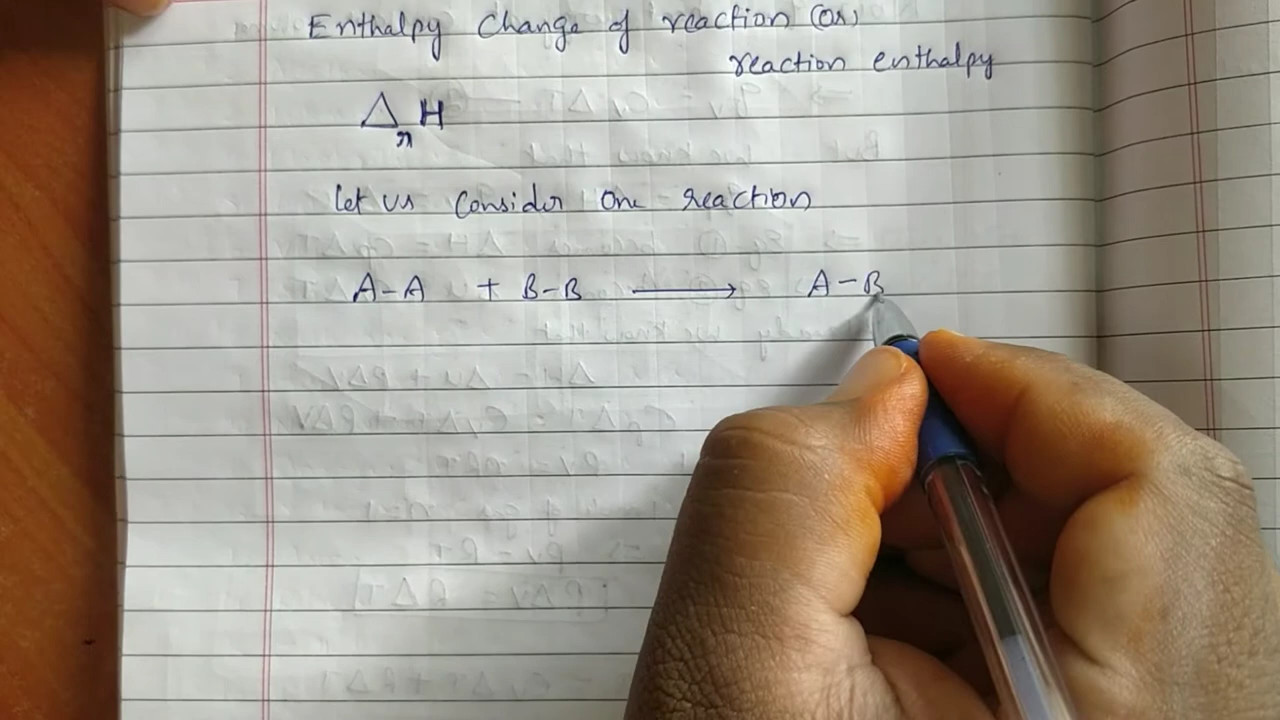 Enthalpy Change of reaction (or)
reaction enthalpy
ΔrH
let us Consider One reaction
A-A + B-B ⟶ A-B